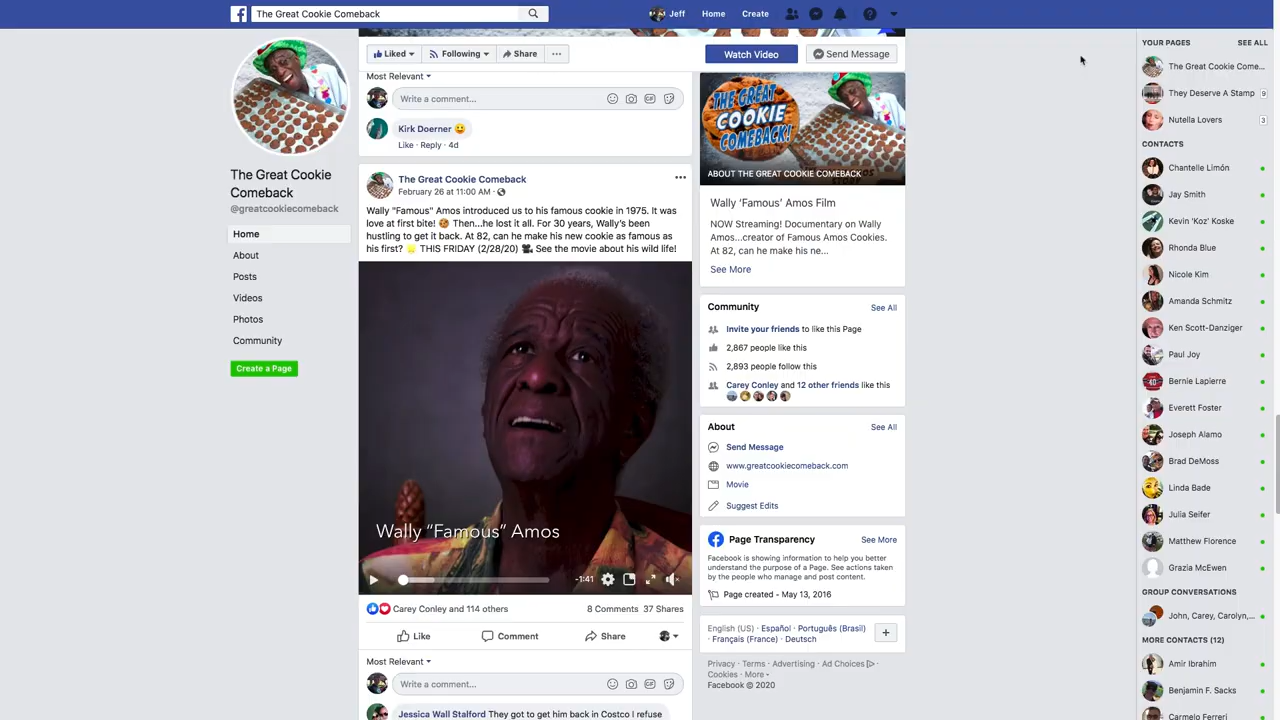 The Great Cookie Comeback
Jeff
Home
Create
Liked
Following
Share
Watch Video
Send Message
Most Relevant
Write a comment...
Kirk Doerner
Like · Reply · 4d
The Great Cookie Comeback
@greatcookiecomeback
Home
About
Posts
Videos
Photos
Community
Create a Page
The Great Cookie Comeback
February 26 at 11:00 AM ·
Wally "Famous" Amos introduced us to his famous cookie in 1975. It was
love at first bite! 🍪 Then...he lost it all. For 30 years, Wally's been
hustling to get it back. At 82, can he make his new cookie as famous as
his first? 🌟 THIS FRIDAY (2/28/20) 🎥 See the movie about his wild life!
Wally “Famous” Amos
-1:41
Carey Conley and 114 others
8 Comments 37 Shares
Like
Comment
Share
Most Relevant
Write a comment...
Jessica Wall Stalford They got to get him back in Costco I refuse
THE GREAT
COOKIE
COMEBACK!
ABOUT THE GREAT COOKIE COMEBACK
Wally ‘Famous’ Amos Film
NOW Streaming! Documentary on Wally
Amos...creator of Famous Amos Cookies.
At 82, can he make his ne...
See More
Community
See All
Invite your friends to like this Page
2,867 people like this
2,893 people follow this
Carey Conley and 12 other friends like this
About
See All
Send Message
www.greatcookiecomeback.com
Movie
Suggest Edits
Page Transparency
See More
Facebook is showing information to help you better
understand the purpose of a Page. See actions taken
by the people who manage and post content.
Page created - May 13, 2016
English (US) · Español · Português (Brasil)
· Français (France) · Deutsch
Privacy · Terms · Advertising · Ad Choices ·
Cookies · More
Facebook © 2020
YOUR PAGES
SEE ALL
The Great Cookie Come...
They Deserve A Stamp 9
Nutella Lovers 3
CONTACTS
Chantelle Limón
Jay Smith
Kevin 'Koz' Koske
Rhonda Blue
Nicole Kim
Amanda Schmitz
Ken Scott-Danziger
Paul Joy
Bernie Lapierre
Everett Foster
Joseph Alamo
Brad DeMoss
Linda Bade
Julia Seifer
Matthew Florence
Grazia McEwen
GROUP CONVERSATIONS
John, Carey, Carolyn,...
MORE CONTACTS (12)
Amir Ibrahim
Benjamin F. Sacks
Carmelo Ferreri